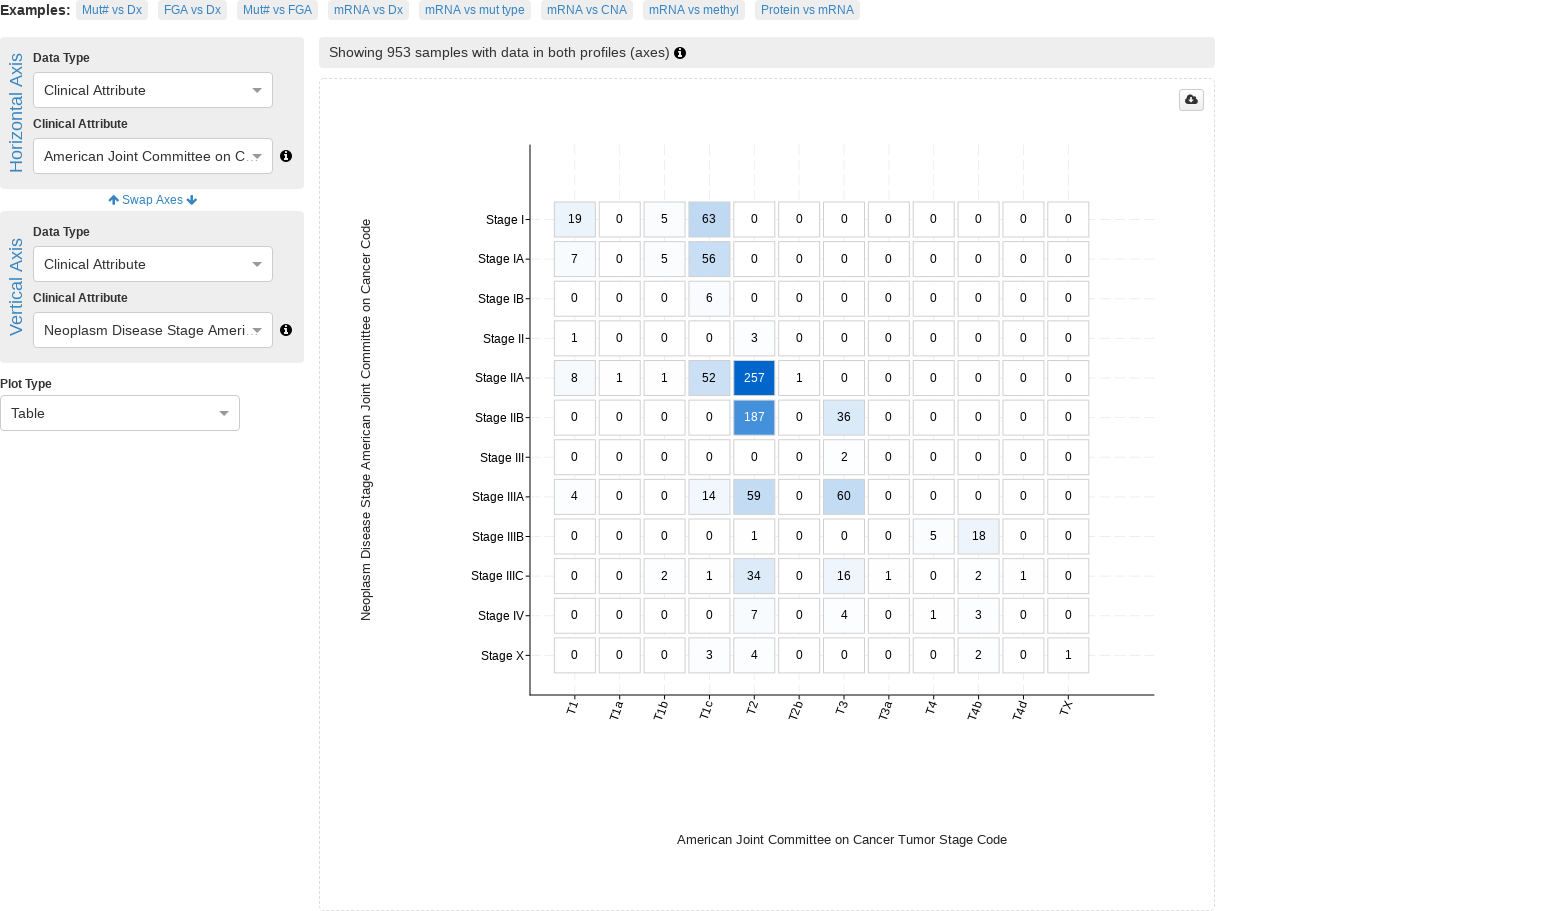 Examples: Mut# vs Dx FGA vs Dx Mut# vs FGA mRNA vs Dx mRNA vs mut type mRNA vs CNA mRNA vs methyl Protein vs mRNA
Horizontal Axis
Data Type
Clinical Attribute
Clinical Attribute
American Joint Committee on C...
Swap Axes
Vertical Axis
Data Type
Clinical Attribute
Clinical Attribute
Neoplasm Disease Stage Ameri...
Plot Type
Table
Showing 953 samples with data in both profiles (axes)
Neoplasm Disease Stage American Joint Committee on Cancer Code
Stage I 19 0 5 63 0 0 0 0 0 0 0 0
Stage IA 7 0 5 56 0 0 0 0 0 0 0 0
Stage IB 0 0 0 6 0 0 0 0 0 0 0 0
Stage II 1 0 0 0 3 0 0 0 0 0 0 0
Stage IIA 8 1 1 52 257 1 0 0 0 0 0 0
Stage IIB 0 0 0 0 187 0 36 0 0 0 0 0
Stage III 0 0 0 0 0 0 2 0 0 0 0 0
Stage IIIA 4 0 0 14 59 0 60 0 0 0 0 0
Stage IIIB 0 0 0 0 1 0 0 0 5 18 0 0
Stage IIIC 0 0 2 1 34 0 16 1 0 2 1 0
Stage IV 0 0 0 0 7 0 4 0 1 3 0 0
Stage X 0 0 0 3 4 0 0 0 0 2 0 1
T1 T1a T1b T1c T2 T2b T3 T3a T4 T4b T4d TX
American Joint Committee on Cancer Tumor Stage Code